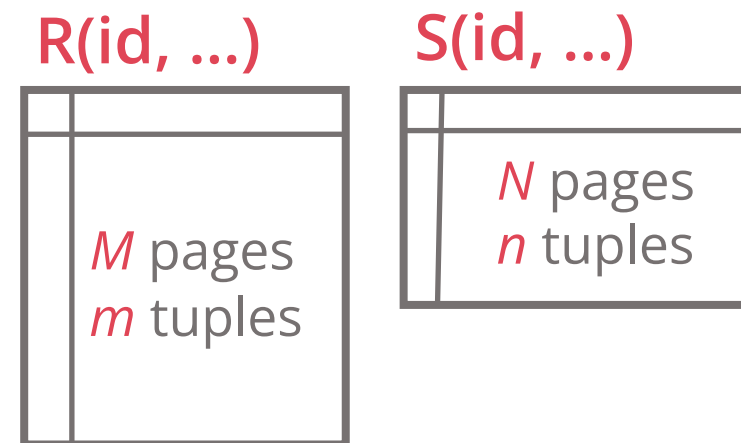 R(id, ...)
S(id, ...)
M pages
m tuples
N pages
n tuples